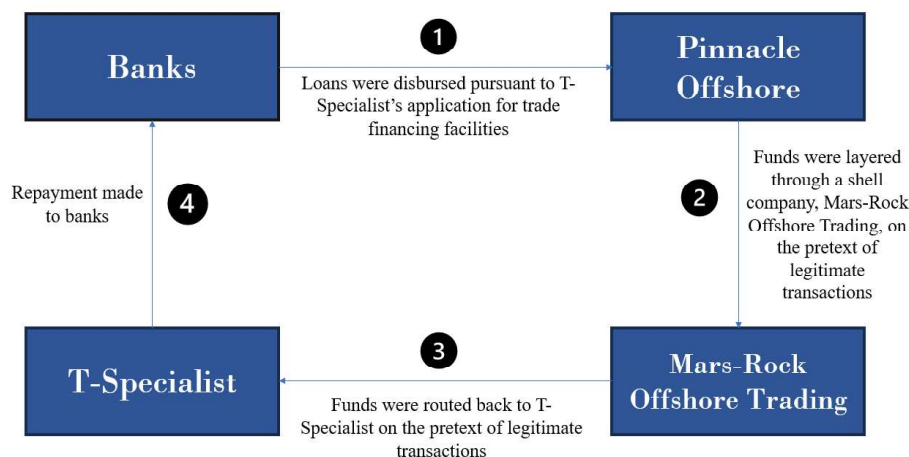 Banks
1
Loans were disbursed pursuant to T-
Specialist's application for trade
financing facilities
Pinnacle
Offshore
Funds were layered
through a shell
company, Mars-Rock
Offshore Trading, on
the pretext of
legitimate
transactions
2
Repayment made
to banks
4
T-Specialist
3
Funds were routed back to T-
Specialist on the pretext of legitimate
transactions
Mars-Rock
Offshore Trading